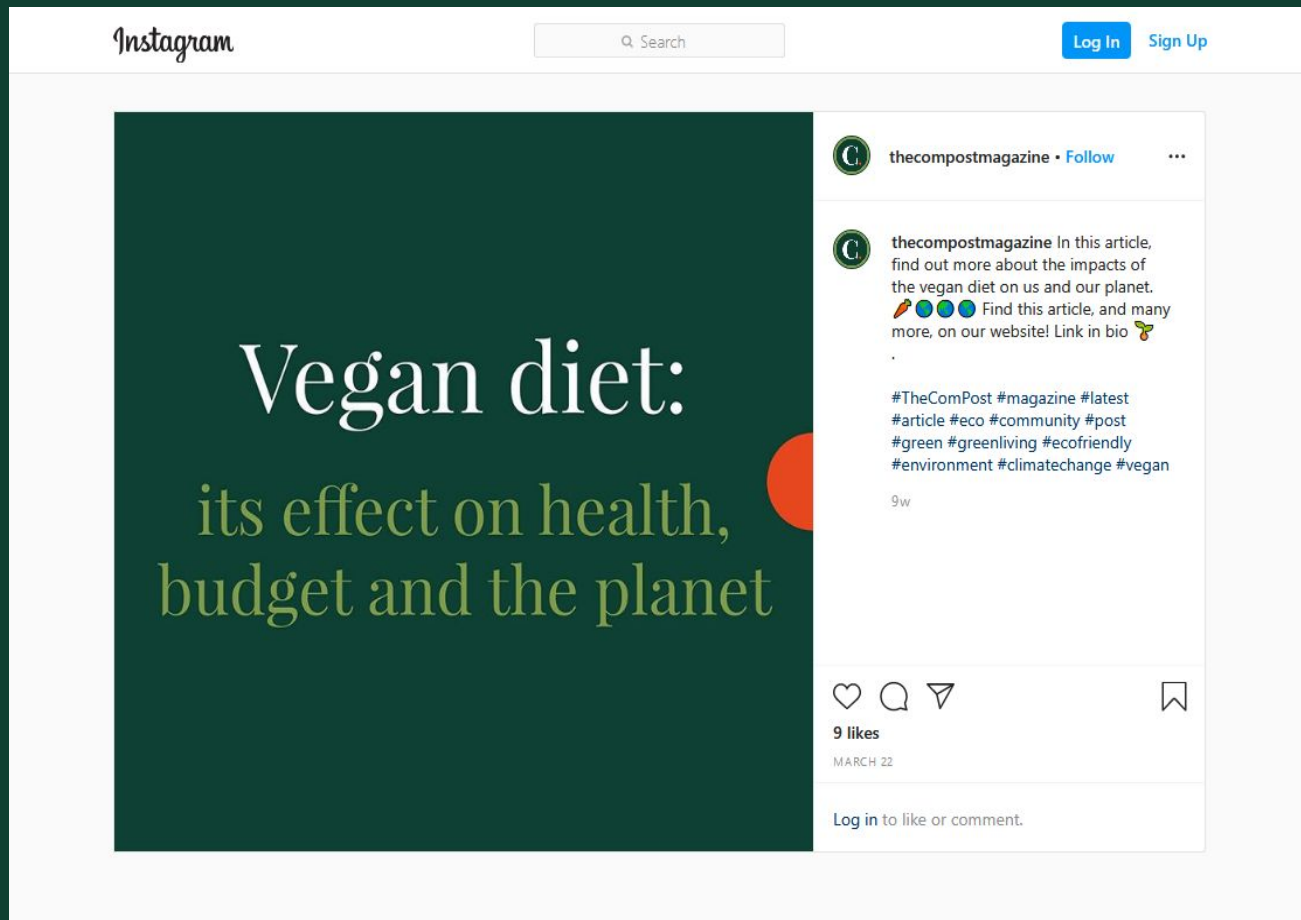 Instagram
Search
Log In
Sign Up
Vegan diet:
its effect on health,
budget and the planet
C.
thecompostmagazine • Follow
C.
thecompostmagazine In this article,
find out more about the impacts of
the vegan diet on us and our planet.
🥕🌍🌍🌍 Find this article, and many
more, on our website! Link in bio 🌱
.
#TheComPost #magazine #latest
#article #eco #community #post
#green #greenliving #ecofriendly
#environment #climatechange #vegan
9w
9 likes
MARCH 22
Log in to like or comment.